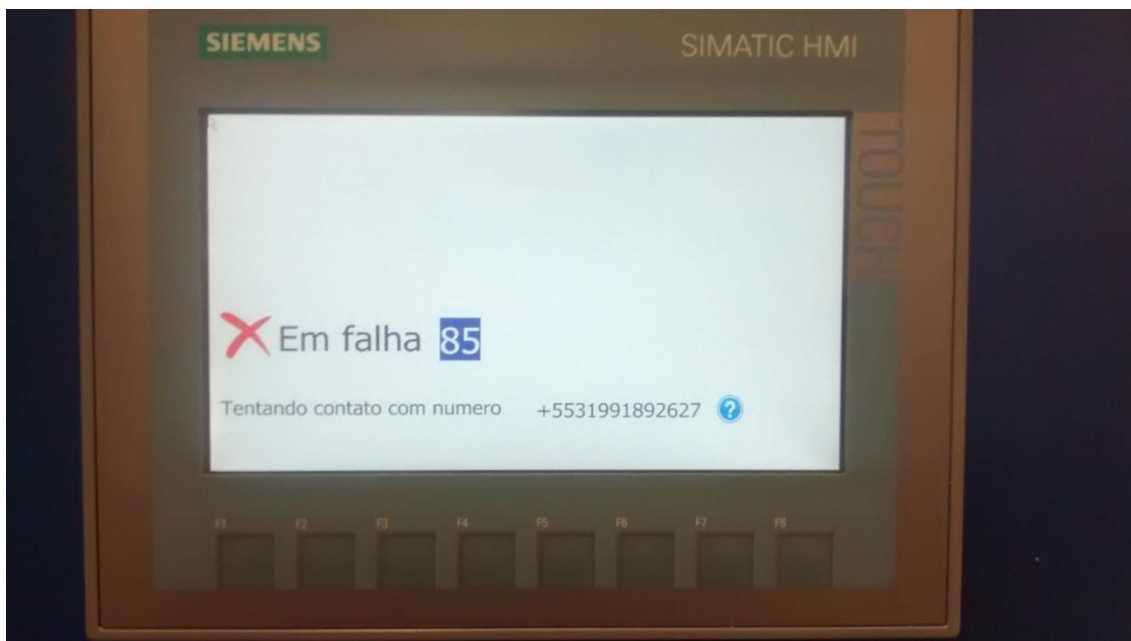 SIEMENS
SIMATIC HMI
TOUCH
Em falha 85
Tentando contato com numero +5531991892627 ?
F1 F2 F3 F4 F5 F6 F7 F8